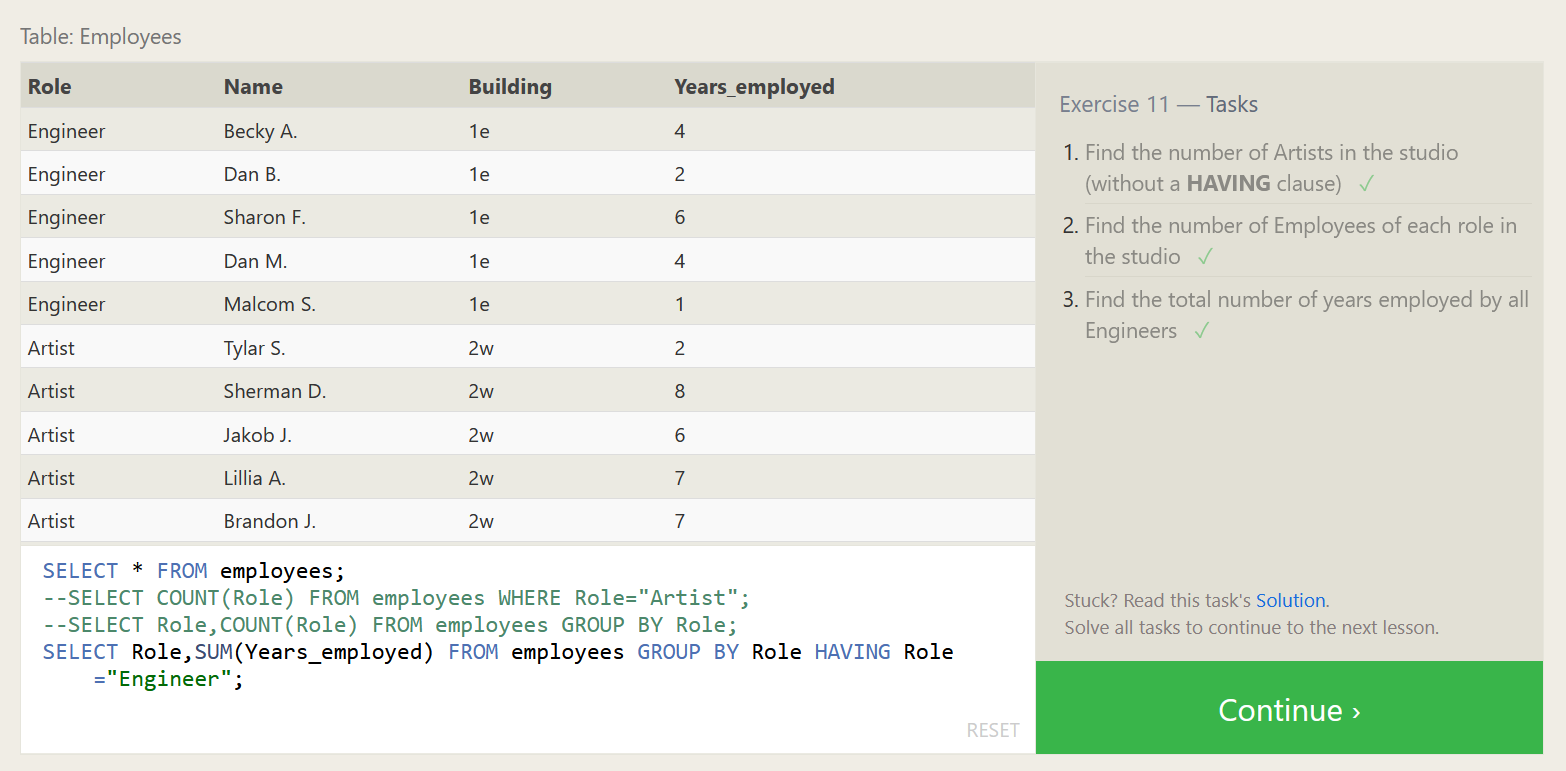 Table: Employees
Role Name Building Years_employed
Engineer Becky A. 1e 4
Engineer Dan B. 1e 2
Engineer Sharon F. 1e 6
Engineer Dan M. 1e 4
Engineer Malcom S. 1e 1
Artist Tylar S. 2w 2
Artist Sherman D. 2w 8
Artist Jakob J. 2w 6
Artist Lillia A. 2w 7
Artist Brandon J. 2w 7
SELECT * FROM employees;
--SELECT COUNT(Role) FROM employees WHERE Role="Artist";
--SELECT Role,COUNT(Role) FROM employees GROUP BY Role;
SELECT Role,SUM(Years_employed) FROM employees GROUP BY Role HAVING Role
="Engineer";
RESET
Exercise 11 — Tasks
1. Find the number of Artists in the studio
(without a HAVING clause) ✓
2. Find the number of Employees of each role in
the studio ✓
3. Find the total number of years employed by all
Engineers ✓
Stuck? Read this task's Solution.
Solve all tasks to continue to the next lesson.
Continue ›